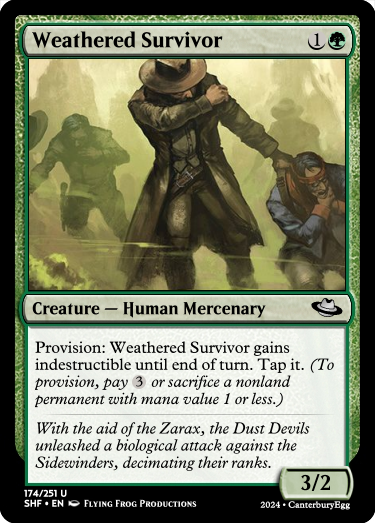 Weathered Survivor 1
Creature — Human Mercenary
Provision: Weathered Survivor gains
indestructible until end of turn. Tap it. (To
provision, pay 3 or sacrifice a nonland
permanent with mana value 1 or less.)
With the aid of the Zarax, the Dust Devils
unleashed a biological attack against the
Sidewinders, decimating their ranks.
3/2
174/251 U
SHF • EN Flying Frog Productions
2024 • CanterburyEgg